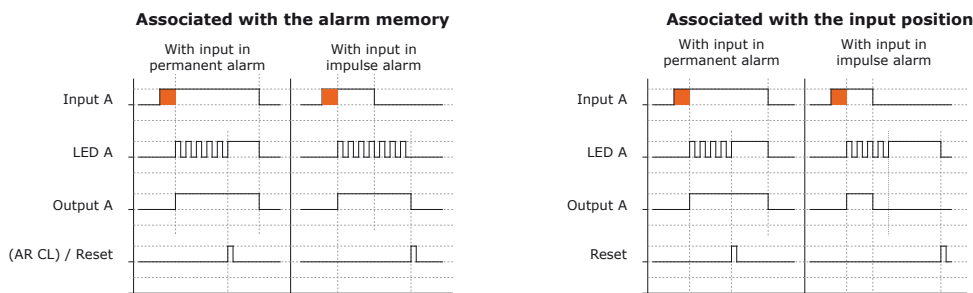 Associated with the alarm memory
With input in
permanent alarm
With input in
impulse alarm
Input A
LED A
Output A
(AR CL) / Reset
Associated with the input position
With input in
permanent alarm
With input in
impulse alarm
Input A
LED A
Output A
Reset